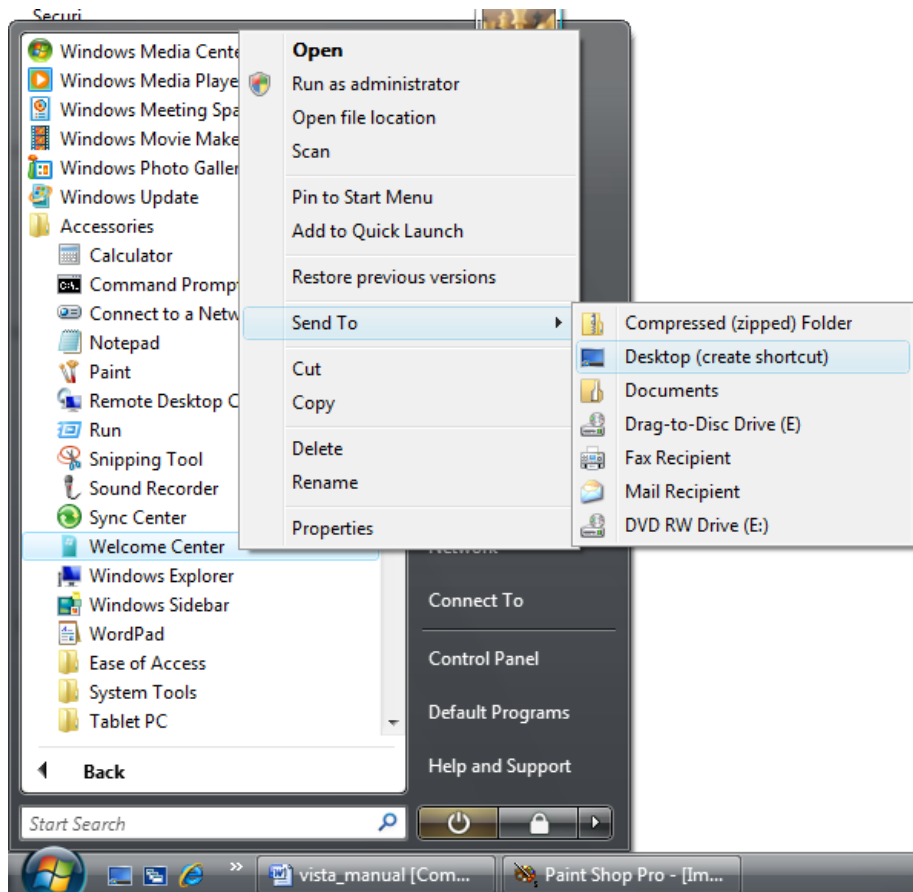 Securi
Windows Media Cente
Windows Media Playe
Windows Meeting Spa
Windows Movie Make
Windows Photo Galler
Windows Update
Accessories
Calculator
Command Promp
Connect to a Netw
Notepad
Paint
Remote Desktop C
Run
Snipping Tool
Sound Recorder
Sync Center
Welcome Center
Windows Explorer
Windows Sidebar
WordPad
Ease of Access
System Tools
Tablet PC
Back
Start Search
Open
Run as administrator
Open file location
Scan
Pin to Start Menu
Add to Quick Launch
Restore previous versions
Send To
Cut
Copy
Delete
Rename
Properties
Compressed (zipped) Folder
Desktop (create shortcut)
Documents
Drag-to-Disc Drive (E)
Fax Recipient
Mail Recipient
DVD RW Drive (E:)
Network
Connect To
Control Panel
Default Programs
Help and Support
vista_manual [Com...
Paint Shop Pro - [Im...